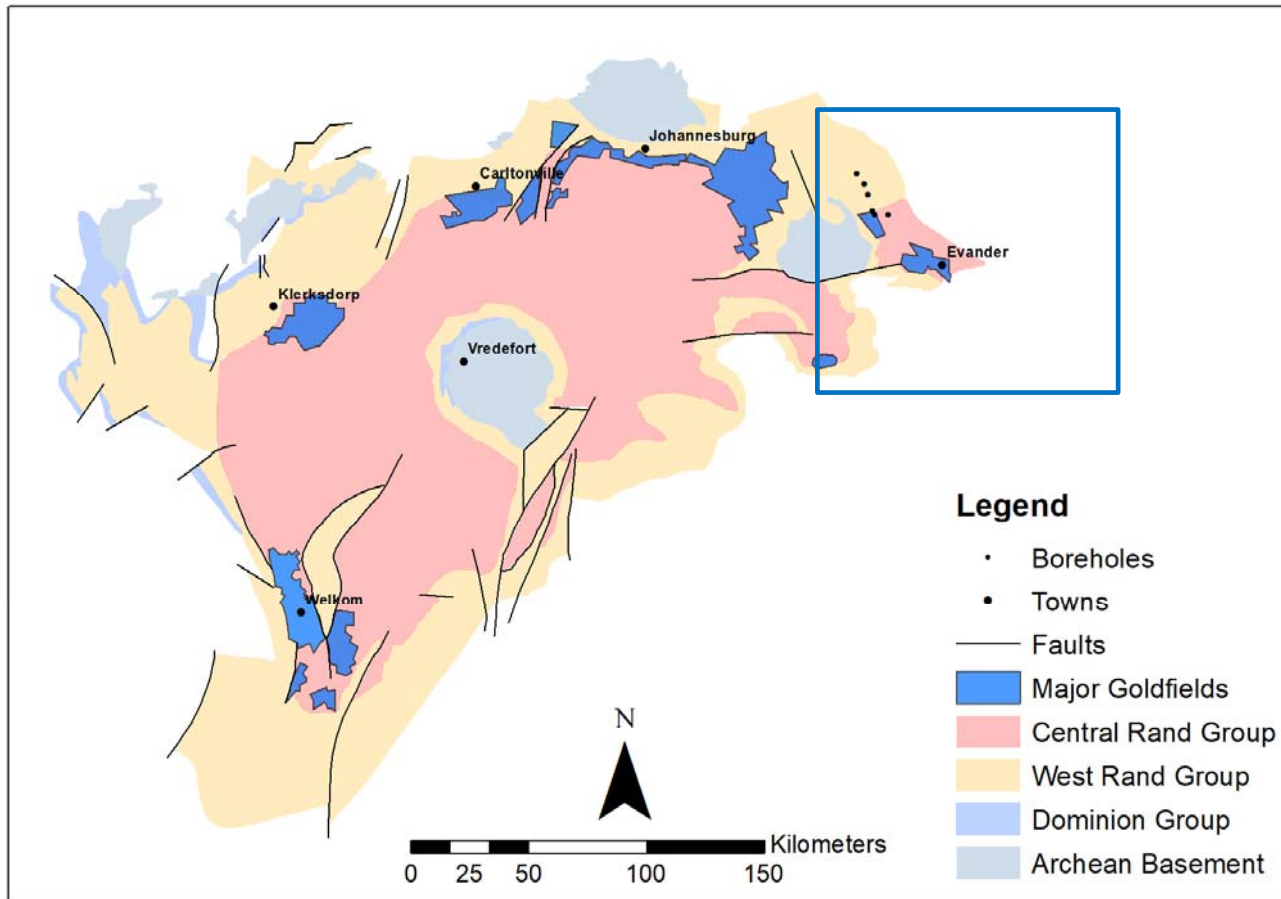 Johannesburg
Carltonville
Evander
Klerksdorp
Vredefort
Welkom
Legend
Boreholes
Towns
Faults
Major Goldfields
Central Rand Group
West Rand Group
Dominion Group
Archean Basement
N
Kilometers
0 25 50 100 150